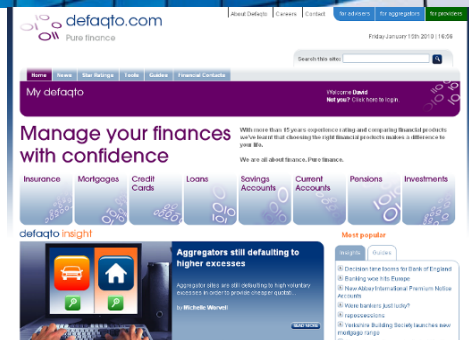 About Defaqto | Careers | Contact
for advisers
for aggregators
for providers
defaqto.com
Pure finance
Friday January 15th 2010 | 16:56
Search this site:
Home
News
Star Ratings
Tools
Guides
Financial Contacts
My defaqto
Welcome David
Not you? Click here to login.
Manage your finances
with confidence
With more than 15 years experience rating and comparing financial products
we've learnt that choosing the right financial products makes a difference to
your life.
We are all about finance. Pure finance.
Insurance
Mortgages
Credit
Cards
Loans
Savings
Accounts
Current
Accounts
Pensions
Investments
defaqto insight
Aggregators still defaulting to
higher excesses
Aggregator sites are still defaulting to high voluntary
excesses in order to provide cheaper quotat...
by Michelle Worvell
READ MORE
Most popular
Insights
Guides
Decision time looms for Bank of England
Banking woe hits Europe
New Abbey International Premium Notice
Accounts
Were bankers just lucky?
repossessions
Yorkshire Building Society launches new
mortgage range